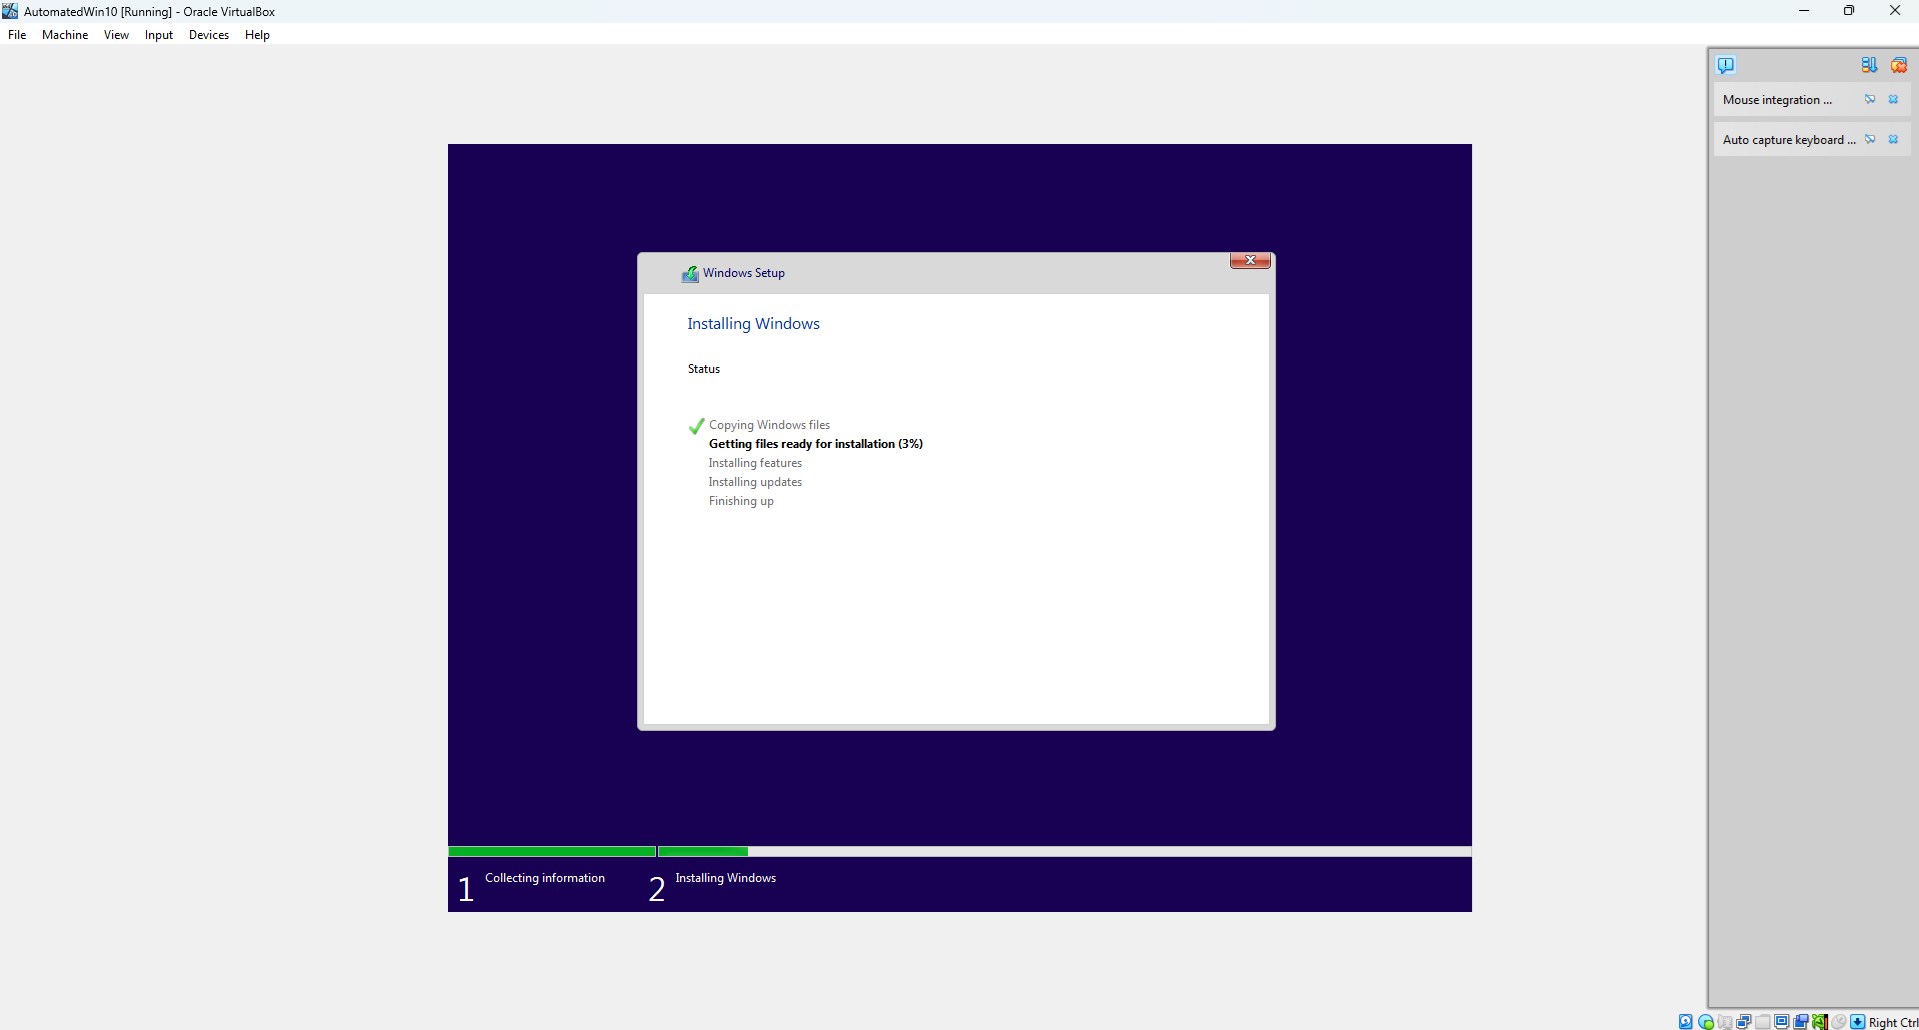 AutomatedWin10 [Running] - Oracle VirtualBox
File Machine View Input Devices Help
Mouse integration ...
Auto capture keyboard ...
Windows Setup
Installing Windows
Status
Copying Windows files
Getting files ready for installation (3%)
Installing features
Installing updates
Finishing up
1 Collecting information
2 Installing Windows
Right Ctrl